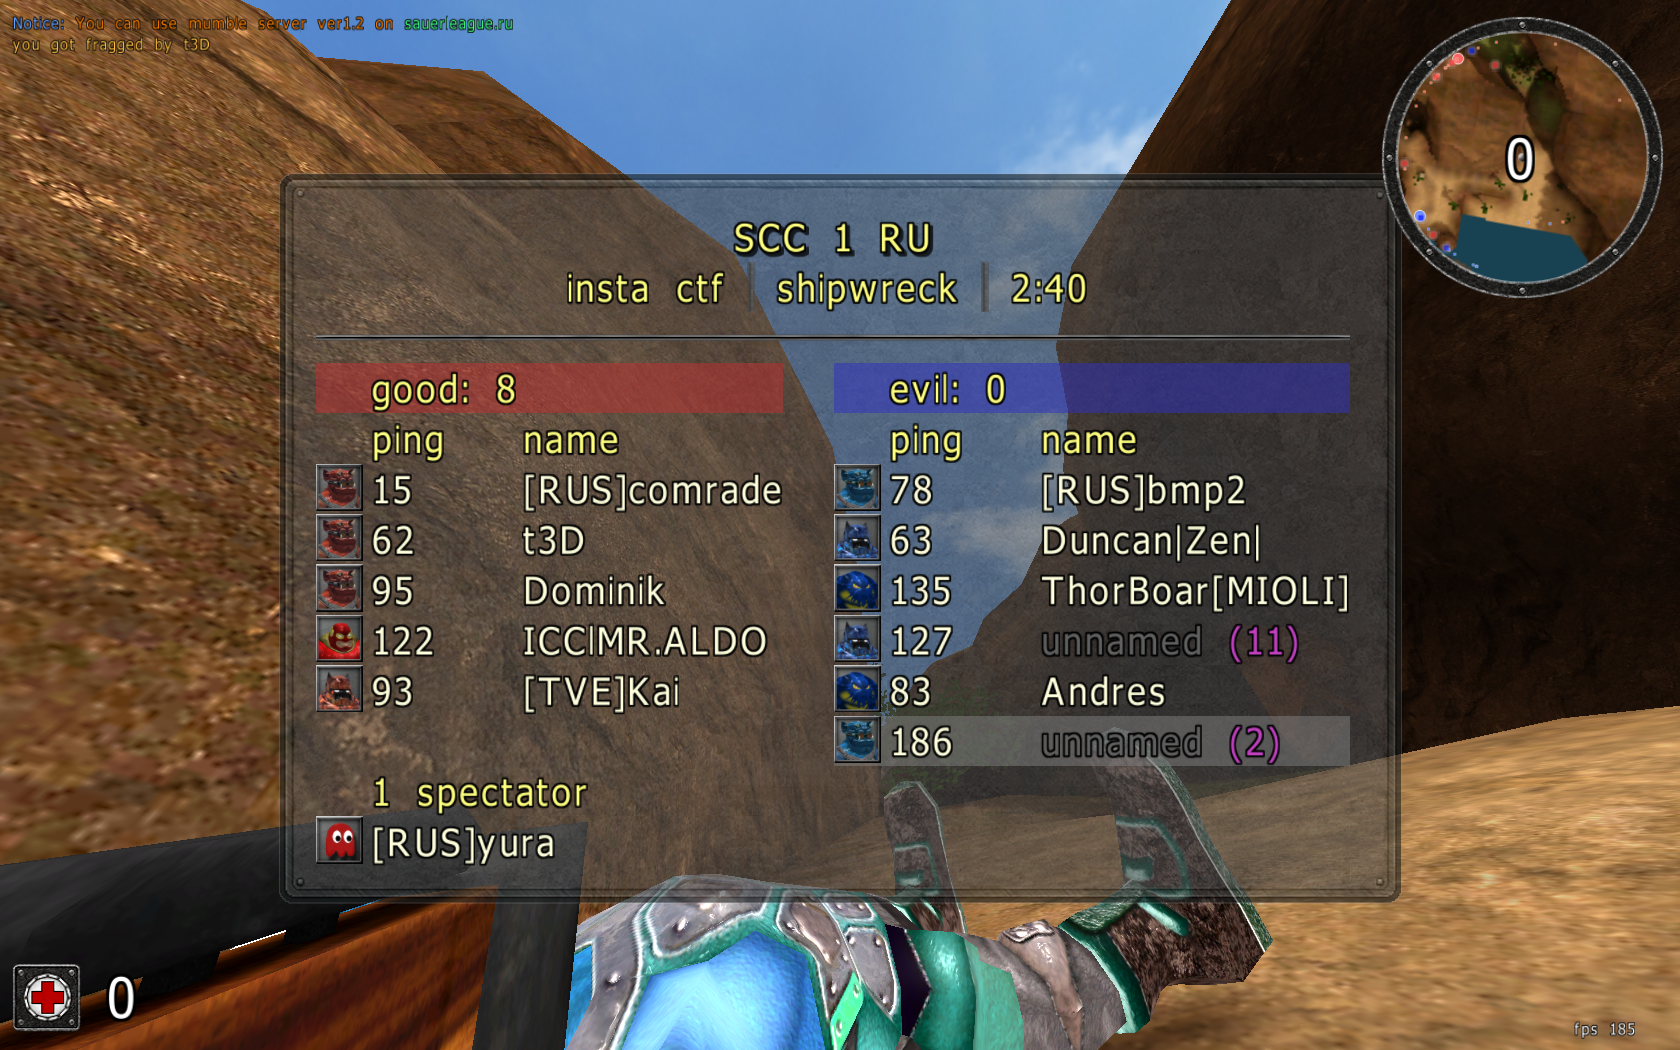 Notice: You can use mumble server ver1.2 on sauerleague.ru
you got fragged by t3D
0
SCC 1 RU
insta ctf | shipwreck | 2:40
good: 8
ping name
15 [RUS]comrade
62 t3D
95 Dominik
122 ICC|MR.ALDO
93 [TVE]Kai
evil: 0
ping name
78 [RUS]bmp2
63 Duncan|Zen|
135 ThorBoar[MIOLI]
127 unnamed (11)
83 Andres
186 unnamed (2)
1 spectator
[RUS]yura
0
fps 185